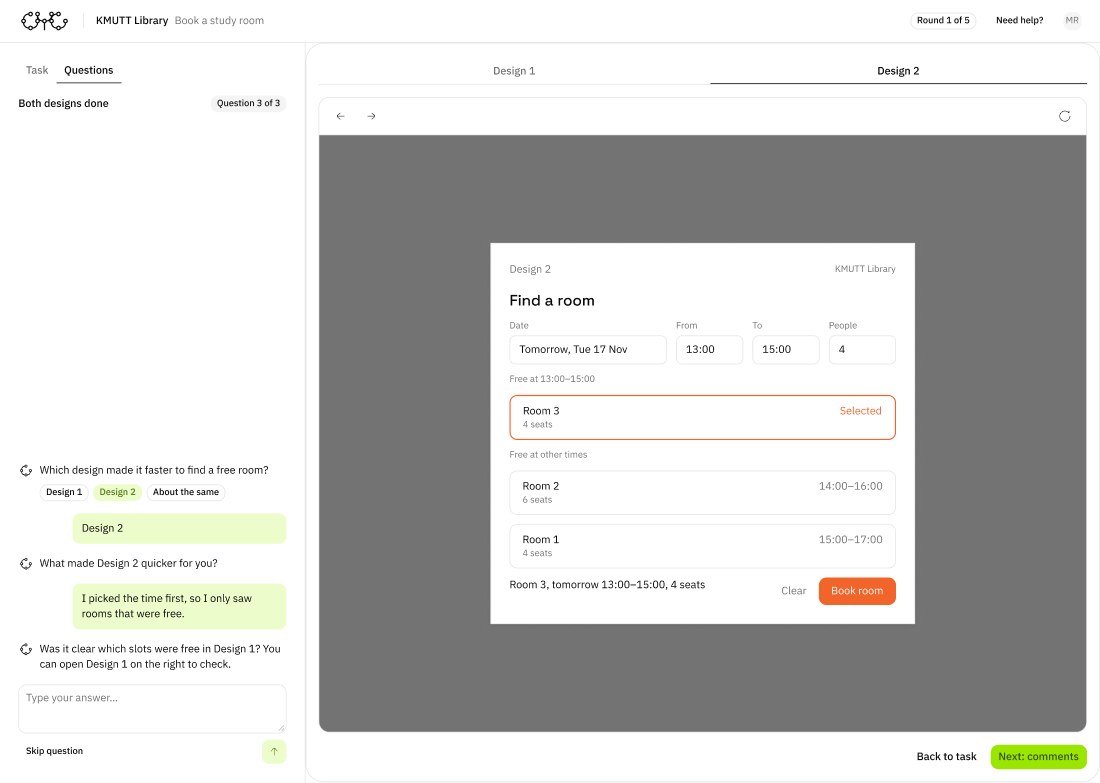 KMUTT Library Book a study room
Round 1 of 5
Need help?
MR
Task
Questions
Both designs done
Question 3 of 3
Which design made it faster to find a free room?
Design 1
Design 2
About the same
Design 2
What made Design 2 quicker for you?
I picked the time first, so I only saw
rooms that were free.
Was it clear which slots were free in Design 1? You
can open Design 1 on the right to check.
Type your answer...
Skip question
Design 1
Design 2
Design 2
KMUTT Library
Find a room
Date
From
To
People
Tomorrow, Tue 17 Nov
13:00
15:00
4
Free at 13:00–15:00
Room 3
Selected
4 seats
Free at other times
Room 2
14:00–16:00
6 seats
Room 1
15:00–17:00
4 seats
Room 3, tomorrow 13:00–15:00, 4 seats
Clear
Book room
Back to task
Next: comments